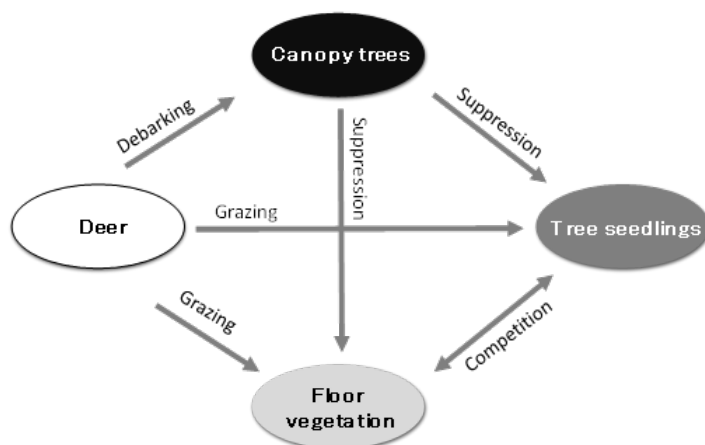 Canopy trees
Debarking
Suppression
Suppression
Deer
Grazing
Tree seedlings
Grazing
Competition
Floor
vegetation